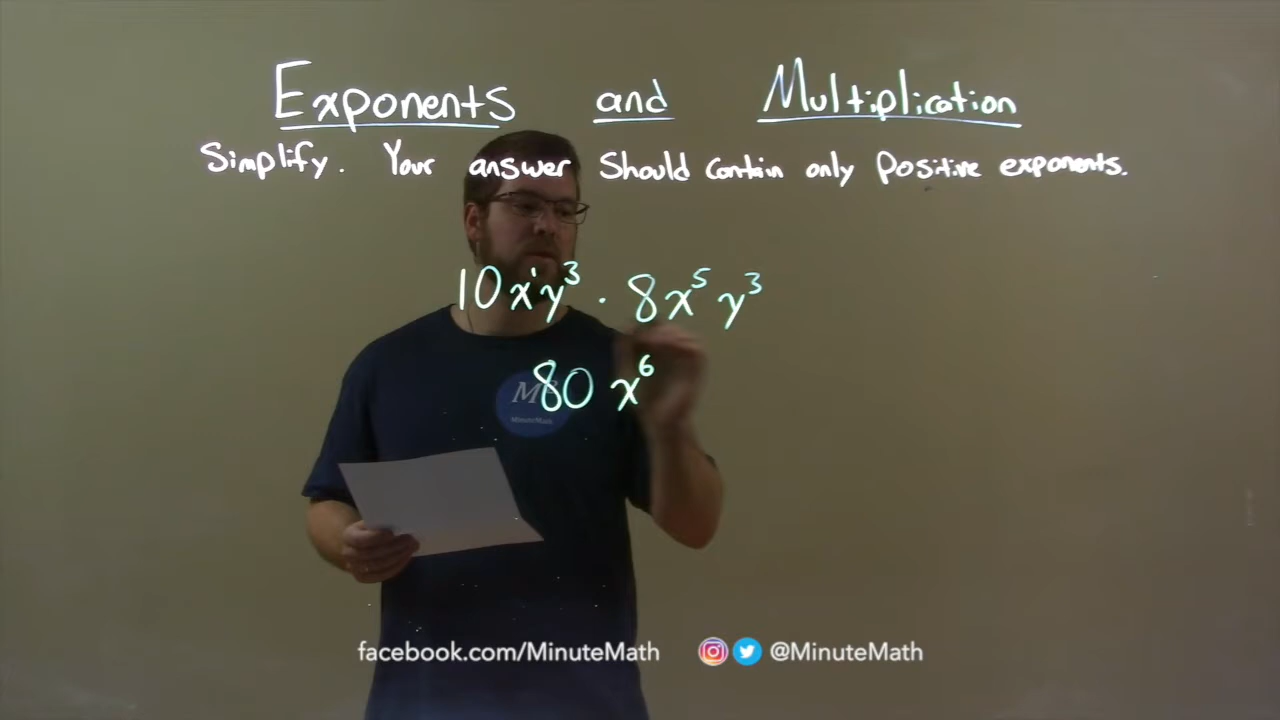 Exponents and Multiplication
Simplify. Your answer should contain only positive exponents.
10x¹y³ · 8x⁵y³
80 x⁶
MinuteMath
facebook.com/MinuteMath @MinuteMath